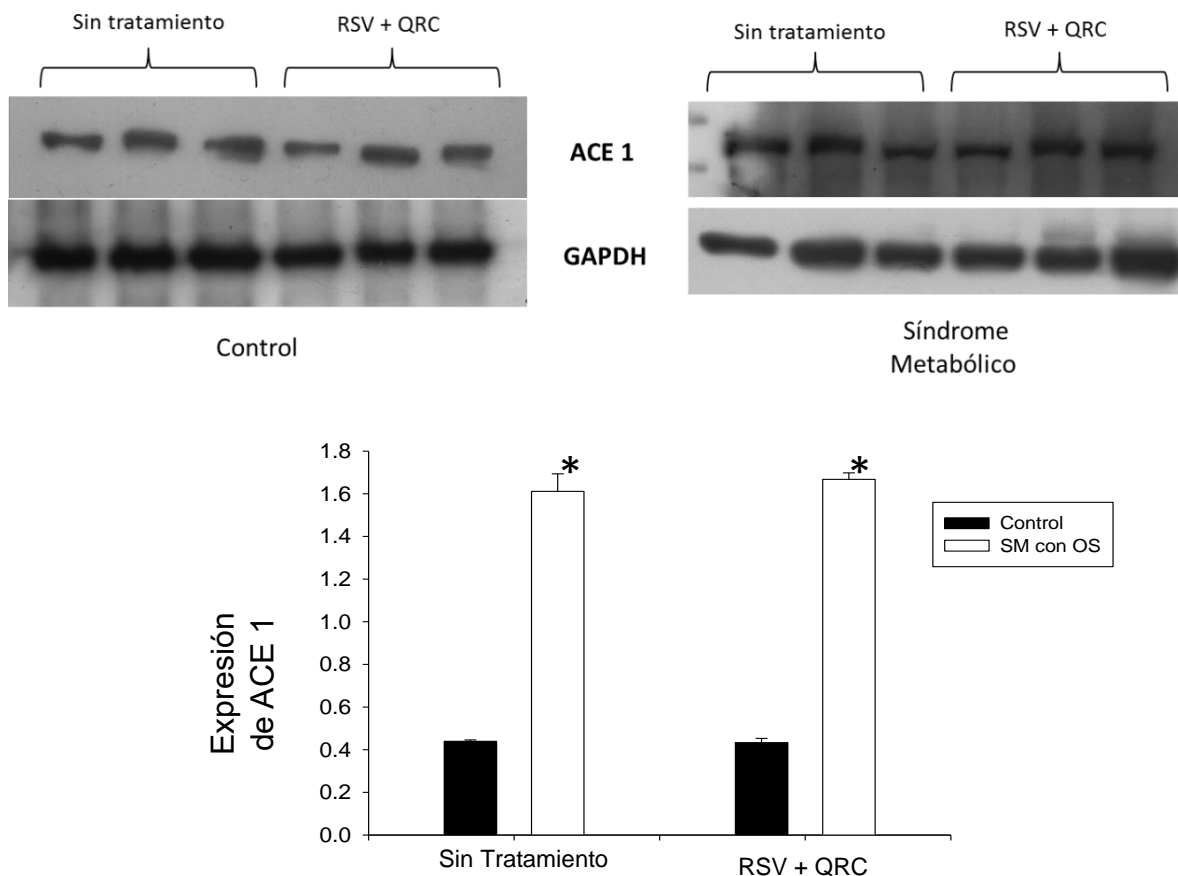 Sin tratamiento
RSV + QRC
Sin tratamiento
RSV + QRC
ACE 1
GAPDH
Control
Síndrome
Metabólico
1.8
1.6
1.4
1.2
1.0
0.8
0.6
0.4
0.2
0.0
Expresión
de ACE 1
*
*
Control
SM con OS
Sin Tratamiento
RSV + QRC